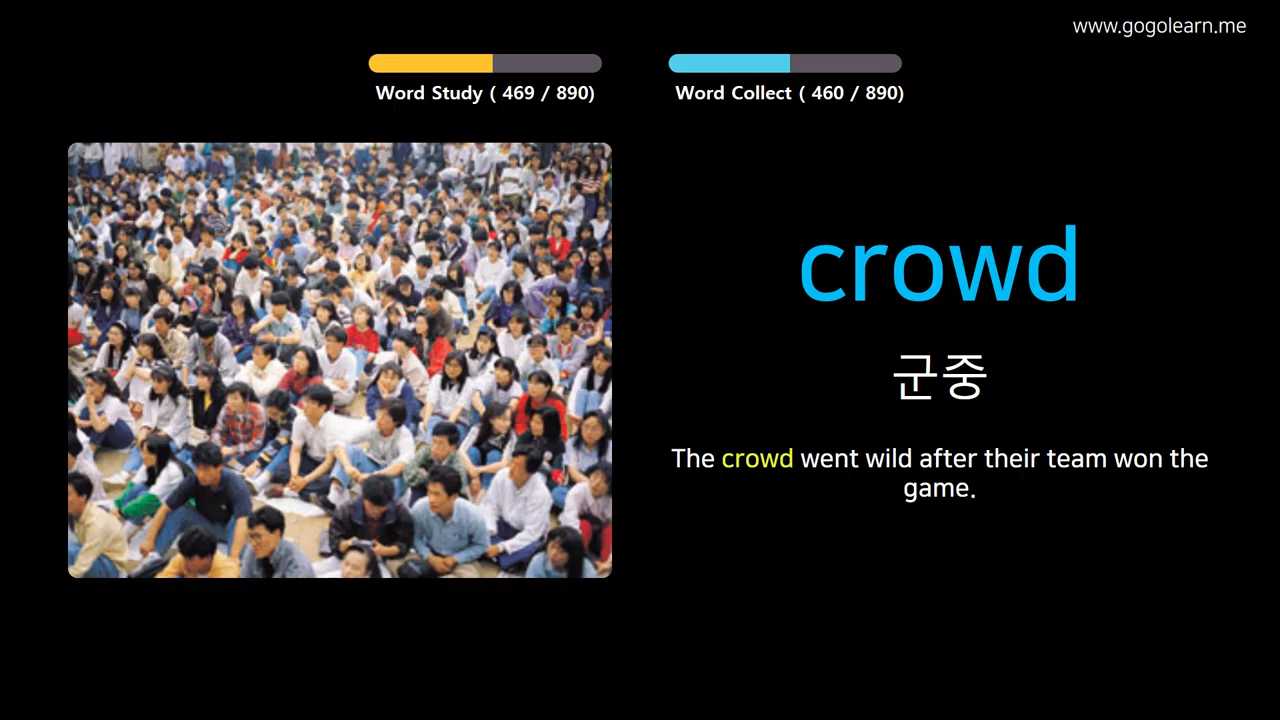 www.gogolearn.me
Word Study ( 469 / 890)
Word Collect ( 460 / 890)
crowd
군중
The crowd went wild after their team won the
game.